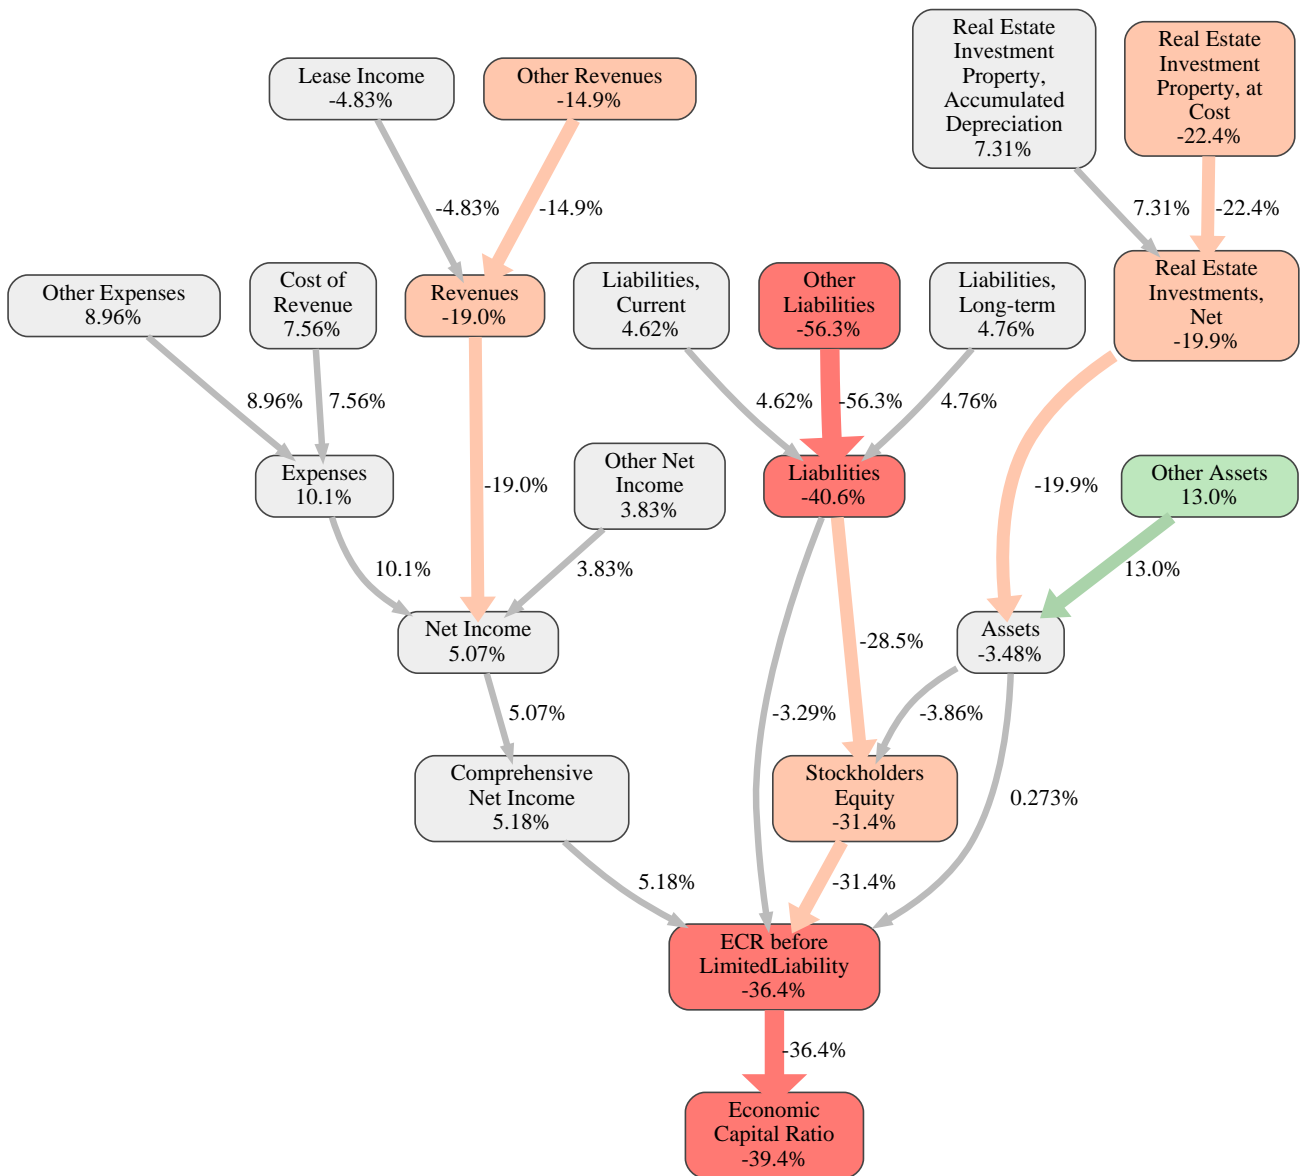 Real Estate
Investment
Property,
Accumulated
Depreciation
7.31%
Real Estate
Investment
Property, at
Cost
-22.4%
Lease Income
-4.83%
Other Revenues
-14.9%
-4.83%
-14.9%
7.31%
-22.4%
Other Expenses
8.96%
Cost of
Revenue
7.56%
Revenues
-19.0%
Liabilities,
Current
4.62%
Other
Liabilities
-56.3%
Liabilities,
Long-term
4.76%
Real Estate
Investments,
Net
-19.9%
8.96%
7.56%
4.62%
-56.3%
4.76%
Expenses
10.1%
-19.0%
Other Net
Income
3.83%
Liabilities
-40.6%
-19.9%
Other Assets
13.0%
10.1%
3.83%
13.0%
Net Income
5.07%
-28.5%
Assets
-3.48%
5.07%
-3.29%
-3.86%
Comprehensive
Net Income
5.18%
Stockholders
Equity
-31.4%
0.273%
5.18%
-31.4%
ECR before
LimitedLiability
-36.4%
-36.4%
Economic
Capital Ratio
-39.4%